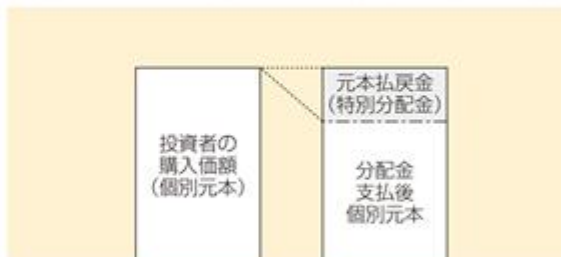 投資者の
購入価額
(個別元本)
元本払戻金
(特別分配金)
分配金
支払後
個別元本